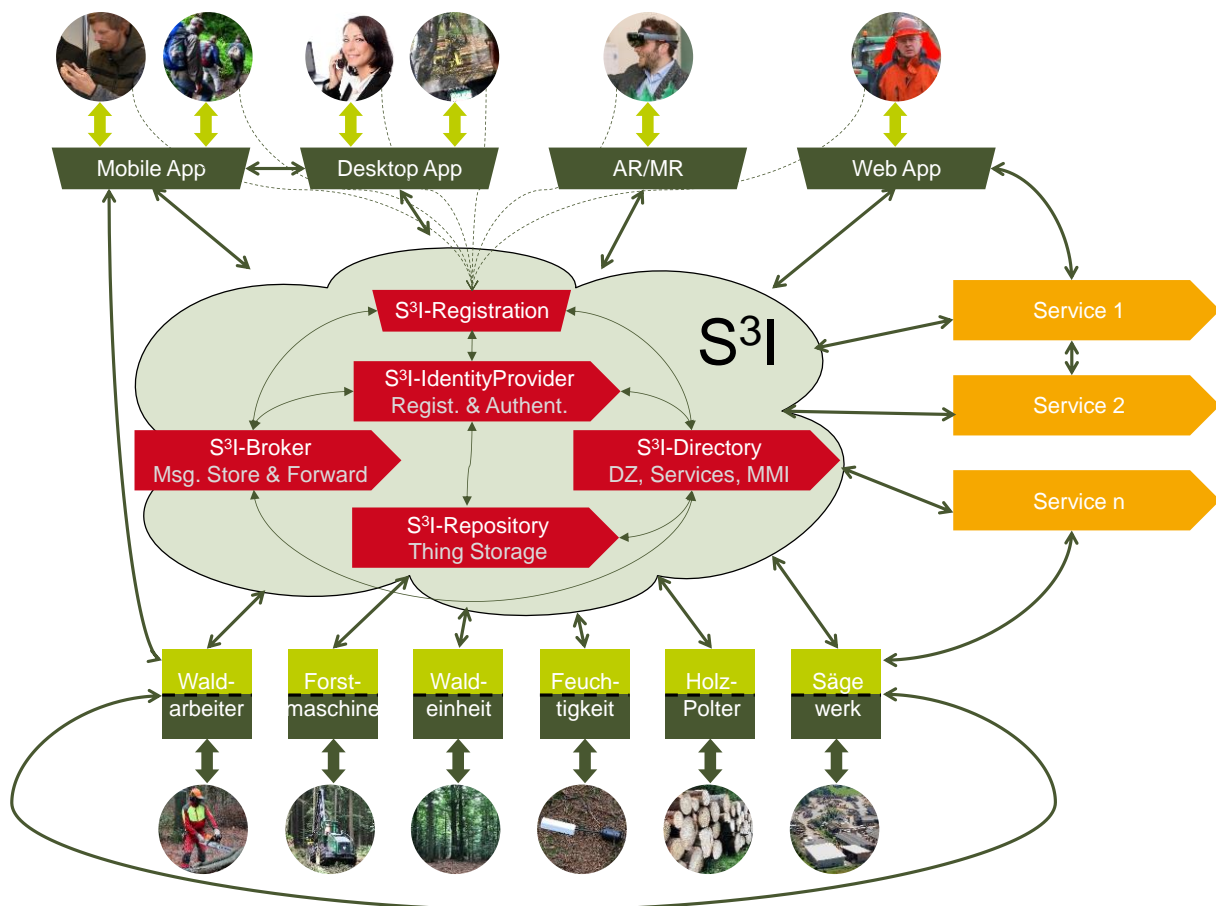 Mobile App
Desktop App
AR/MR
Web App
S³I
S³I-Registration
S³I-IdentityProvider
Regist. & Authent.
S³I-Broker
Msg. Store & Forward
S³I-Directory
DZ, Services, MMI
S³I-Repository
Thing Storage
Service 1
Service 2
Service n
Wald-
arbeiter
Forst-
maschine
Wald-
einheit
Feuch-
tigkeit
Holz-
Polter
Säge
werk